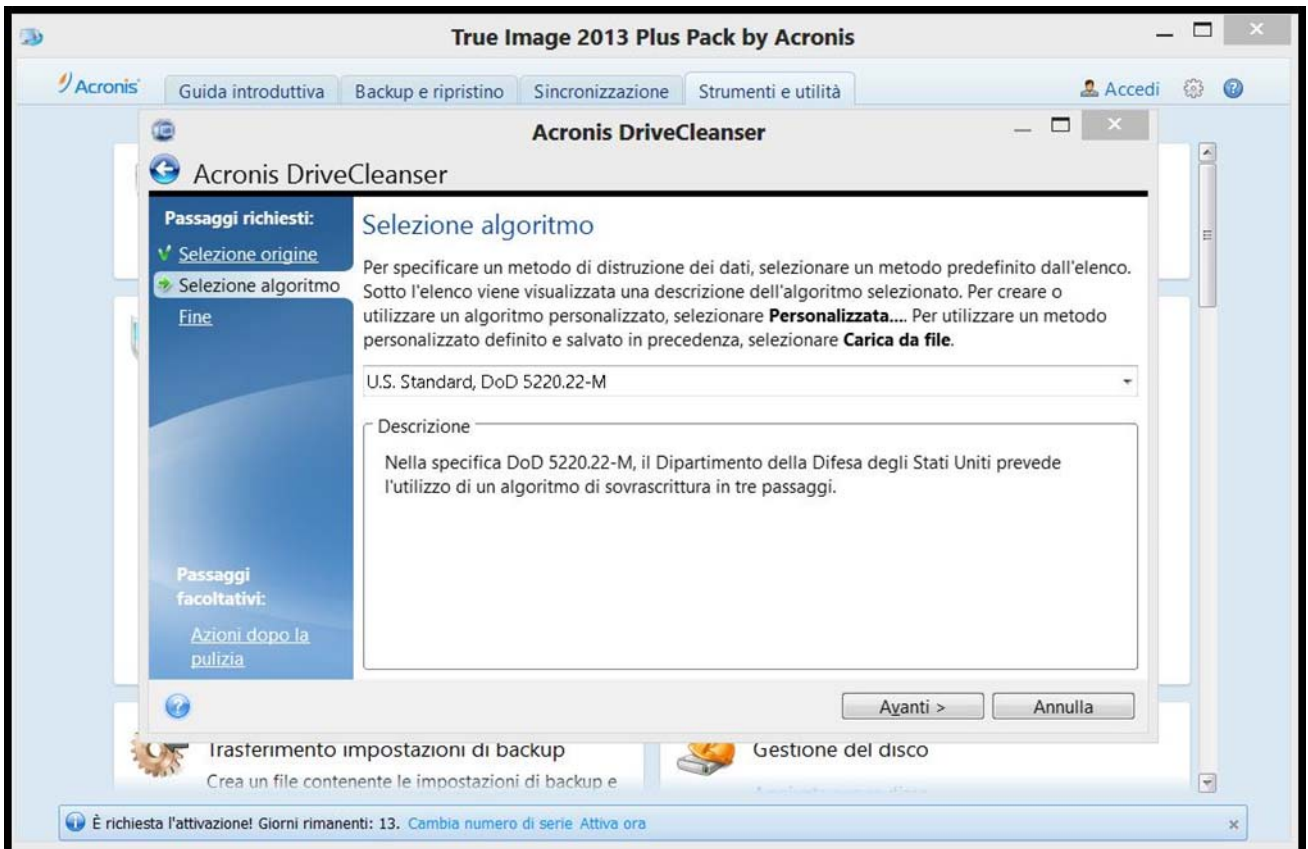 True Image 2013 Plus Pack by Acronis
Acronis
Guida introduttiva
Backup e ripristino
Sincronizzazione
Strumenti e utilità
Accedi
Acronis DriveCleanser
Acronis DriveCleanser
Passaggi richiesti:
Selezione origine
Selezione algoritmo
Fine
Passaggi
facoltativi:
Azioni dopo la
pulizia
Selezione algoritmo
Per specificare un metodo di distruzione dei dati, selezionare un metodo predefinito dall'elenco.
Sotto l'elenco viene visualizzata una descrizione dell'algoritmo selezionato. Per creare o
utilizzare un algoritmo personalizzato, selezionare Personalizzata.... Per utilizzare un metodo
personalizzato definito e salvato in precedenza, selezionare Carica da file.
U.S. Standard, DoD 5220.22-M
Descrizione
Nella specifica DoD 5220.22-M, il Dipartimento della Difesa degli Stati Uniti prevede
l'utilizzo di un algoritmo di sovrascrittura in tre passaggi.
Avanti >
Annulla
Trasferimento impostazioni di backup
Crea un file contenente le impostazioni di backup e
Gestione del disco
È richiesta l'attivazione! Giorni rimanenti: 13. Cambia numero di serie Attiva ora